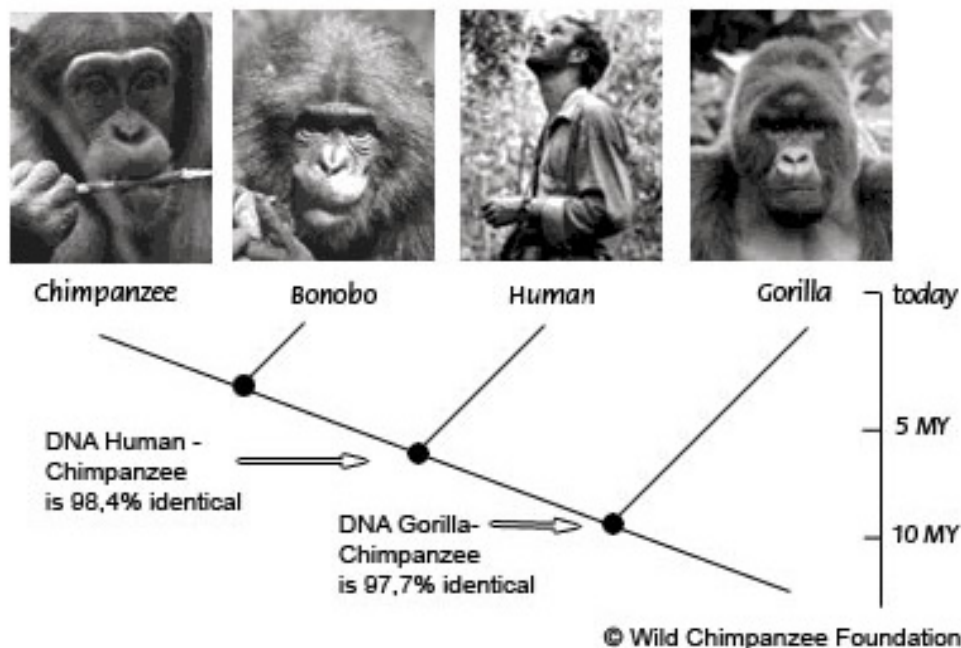 Chimpanzee
Bonobo
Human
Gorilla
today
5 MY
10 MY
DNA Human -
Chimpanzee
is 98,4% identical
DNA Gorilla-
Chimpanzee
is 97,7% identical
© Wild Chimpanzee Foundation